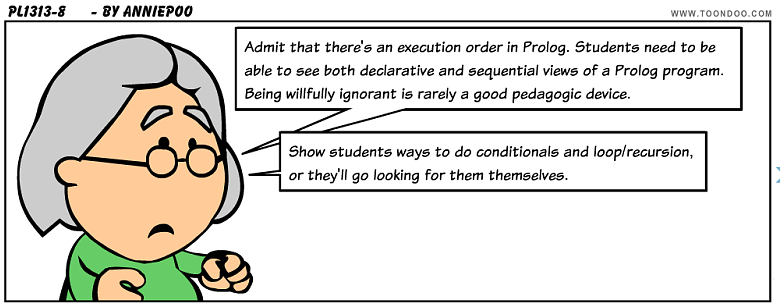 PL1313-8 - BY ANNIEPOO
WWW.TOONDOO.COM
Admit that there's an execution order in Prolog. Students need to be
able to see both declarative and sequential views of a Prolog program.
Being willfully ignorant is rarely a good pedagogic device.
Show students ways to do conditionals and loop/recursion,
or they'll go looking for them themselves.